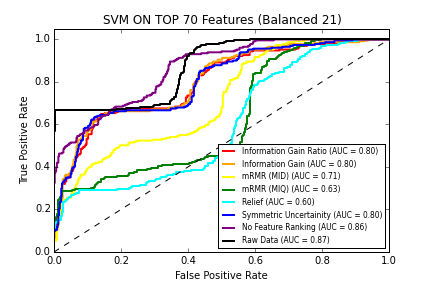 SVM ON TOP 70 Features (Balanced 21)
True Positive Rate
1.0
0.8
0.6
0.4
0.2
0.0
Information Gain Ratio (AUC = 0.80)
Information Gain (AUC = 0.80)
mRMR (MID) (AUC = 0.71)
mRMR (MIQ) (AUC = 0.63)
Relief (AUC = 0.60)
Symmetric Uncertainity (AUC = 0.80)
No Feature Ranking (AUC = 0.86)
Raw Data (AUC = 0.87)
0.0 0.2 0.4 0.6 0.8 1.0
False Positive Rate